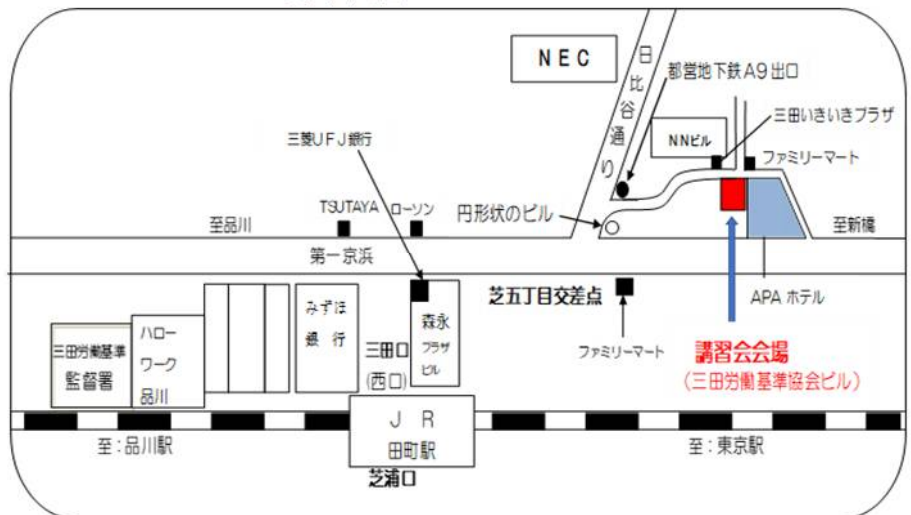 NEC
日比谷通り
都営地下鉄A9出口
三田いきいきプラザ
NNビル
ファミリーマート
三菱UFJ銀行
TSUTAYA
ローソン
円形状のビル
至品川
至新橋
第一京浜
芝五丁目交差点
APAホテル
みずほ
銀行
森永
プラザ
ビル
三田口
(西口)
ファミリーマート
講習会会場
(三田労働基準協会ビル)
三田労働基準
監督署
ハロー
ワーク
品川
JR
田町駅
至:品川駅
至:東京駅
芝浦口